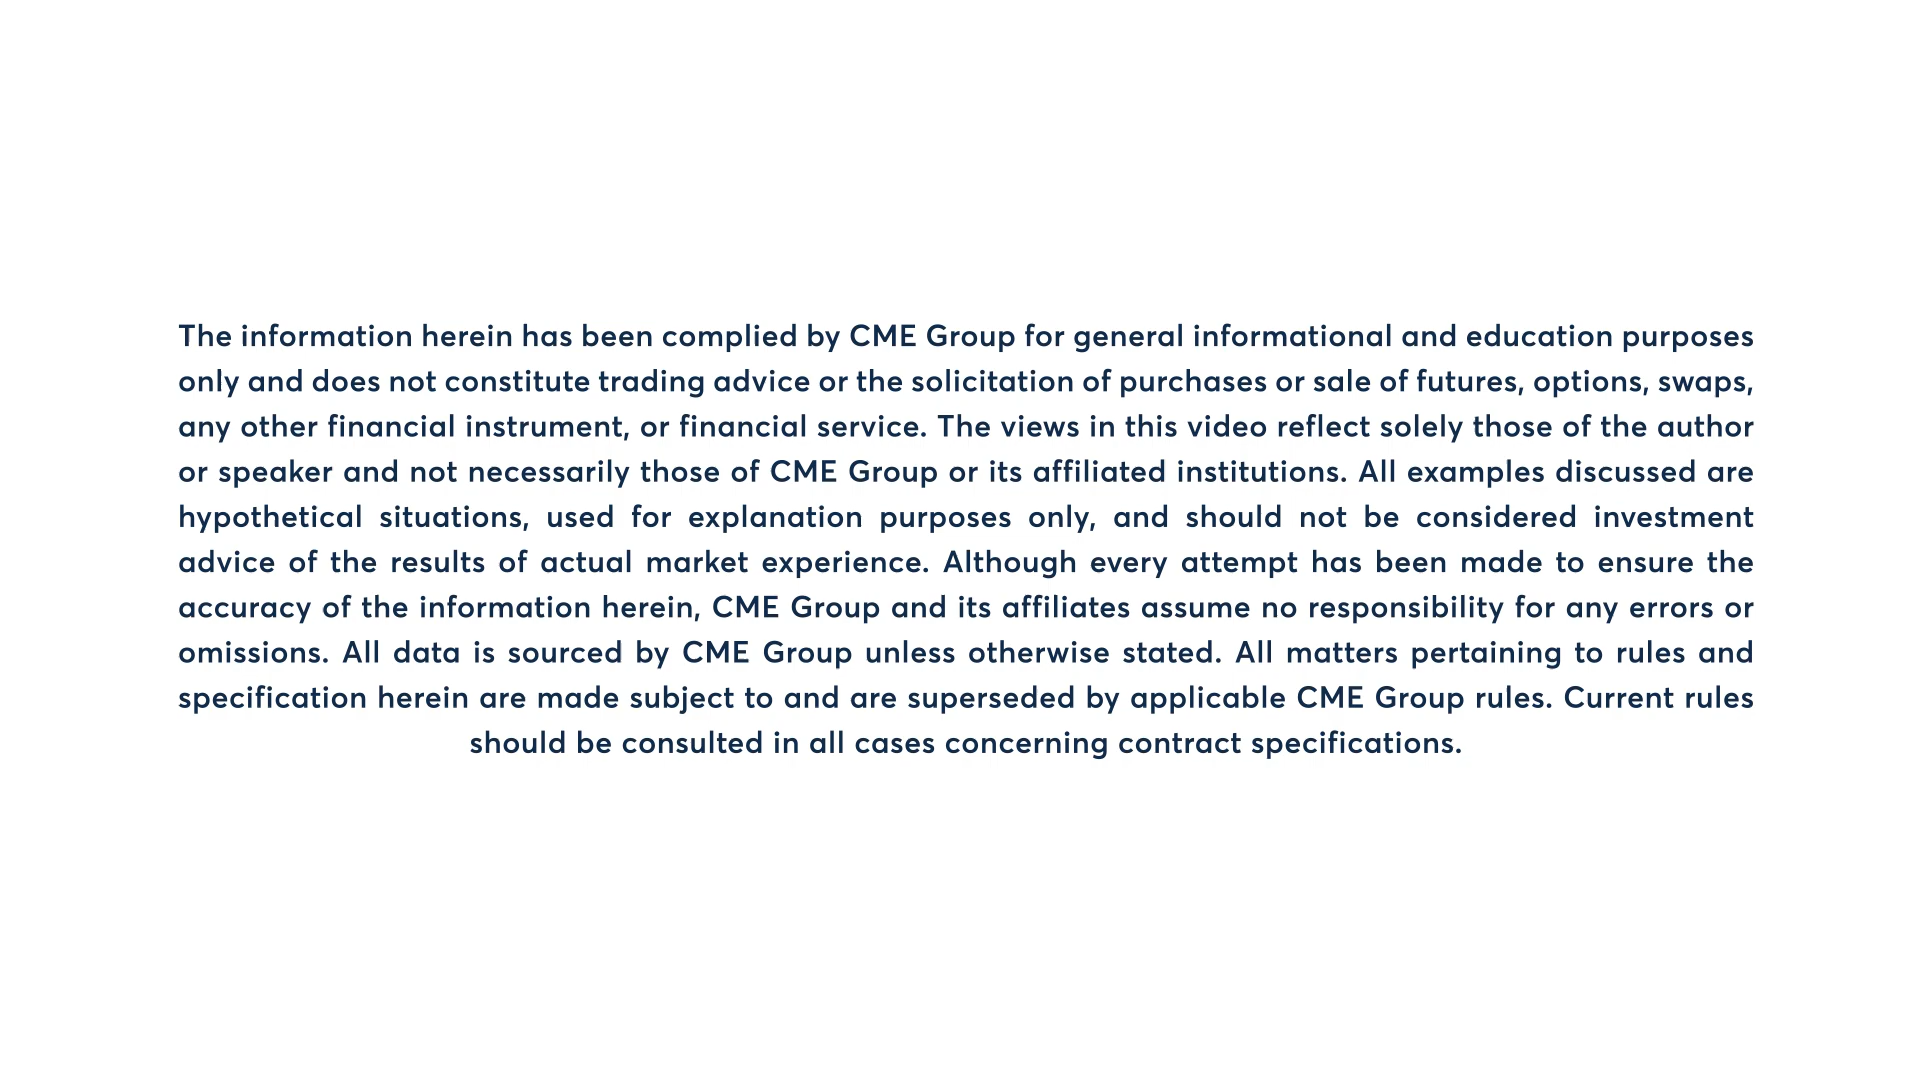 The information herein has been complied by CME Group for general informational and education purposes
only and does not constitute trading advice or the solicitation of purchases or sale of futures, options, swaps,
any other financial instrument, or financial service. The views in this video reflect solely those of the author
or speaker and not necessarily those of CME Group or its affiliated institutions. All examples discussed are
hypothetical situations, used for explanation purposes only, and should not be considered investment
advice of the results of actual market experience. Although every attempt has been made to ensure the
accuracy of the information herein, CME Group and its affiliates assume no responsibility for any errors or
omissions. All data is sourced by CME Group unless otherwise stated. All matters pertaining to rules and
specification herein are made subject to and are superseded by applicable CME Group rules. Current rules
should be consulted in all cases concerning contract specifications.